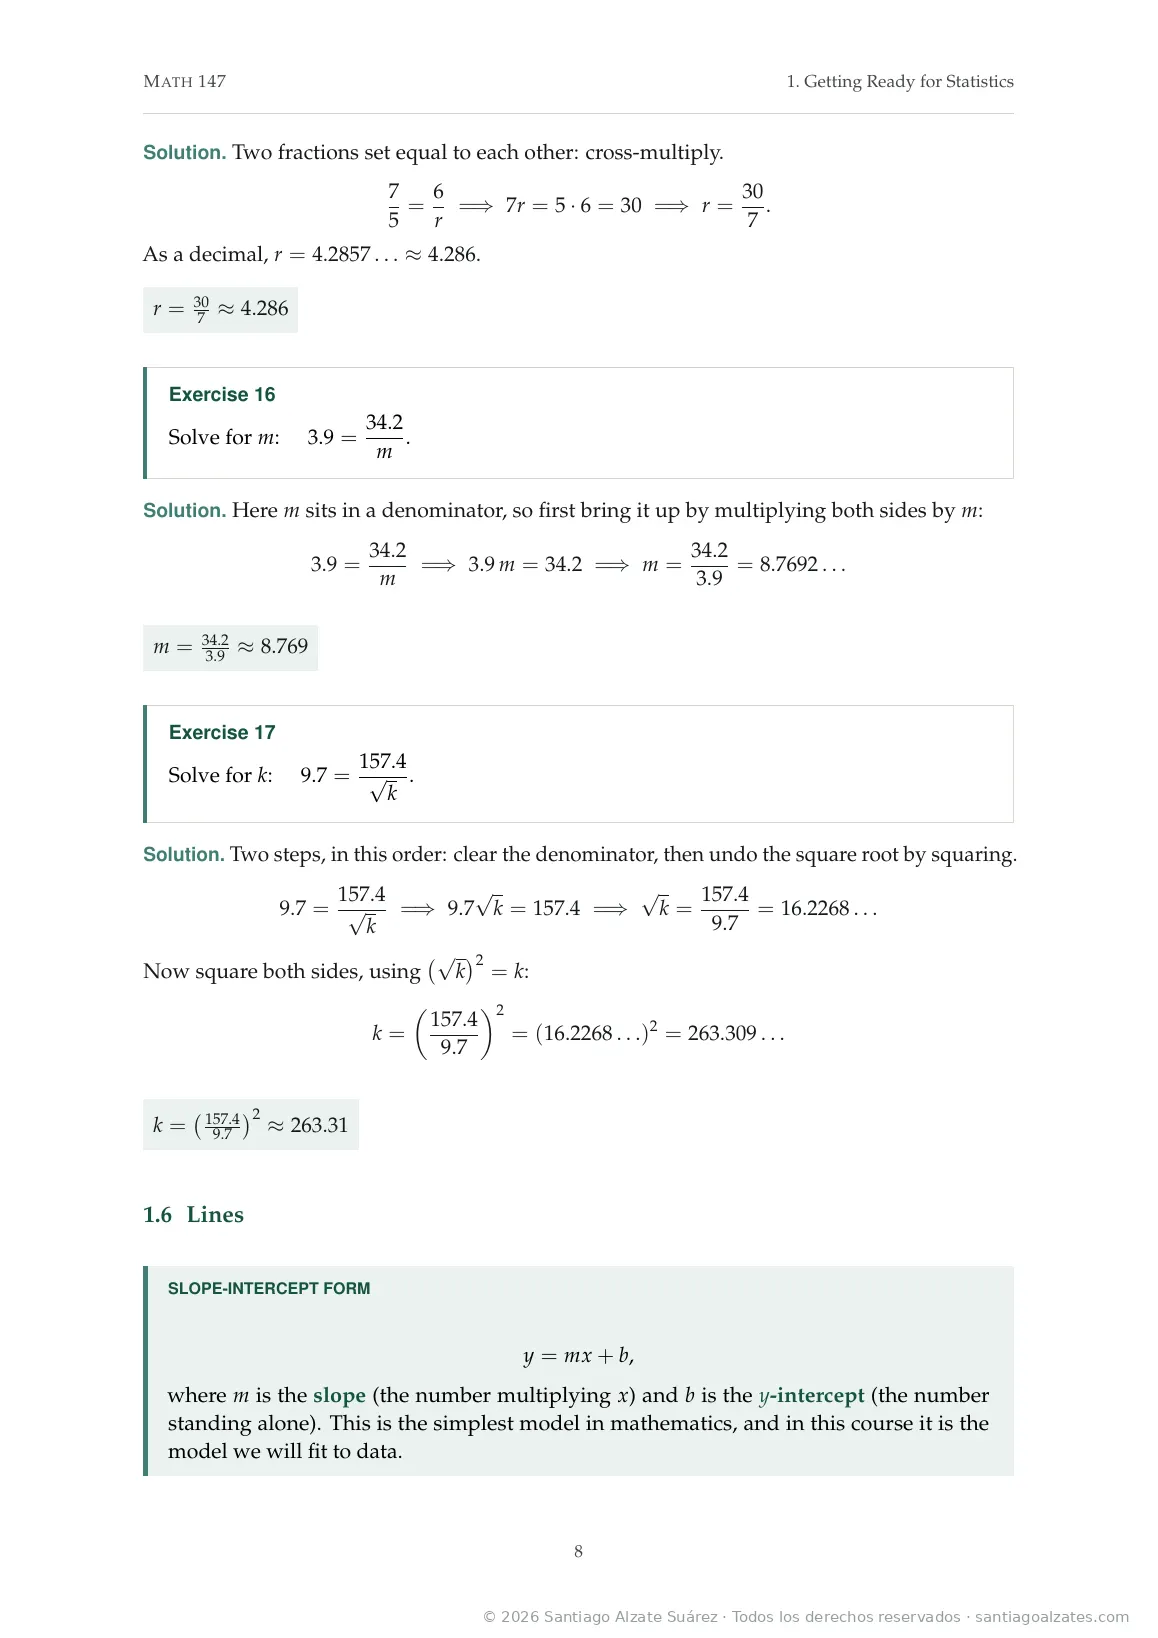 MATH 147
1. Getting Ready for Statistics
Solution. Two fractions set equal to each other: cross-multiply.
7/5 = 6/r ⟹ 7r = 5 · 6 = 30 ⟹ r = 30/7.
As a decimal, r = 4.2857 . . . ≈ 4.286.
r = 30/7 ≈ 4.286
Exercise 16
Solve for m: 3.9 = 34.2/m.
Solution. Here m sits in a denominator, so first bring it up by multiplying both sides by m:
3.9 = 34.2/m ⟹ 3.9 m = 34.2 ⟹ m = 34.2/3.9 = 8.7692 . . .
m = 34.2/3.9 ≈ 8.769
Exercise 17
Solve for k: 9.7 = 157.4/√k.
Solution. Two steps, in this order: clear the denominator, then undo the square root by squaring.
9.7 = 157.4/√k ⟹ 9.7√k = 157.4 ⟹ √k = 157.4/9.7 = 16.2268 . . .
Now square both sides, using (√k)² = k:
k = (157.4/9.7)² = (16.2268 . . .)² = 263.309 . . .
k = (157.4/9.7)² ≈ 263.31
1.6 Lines
SLOPE-INTERCEPT FORM
y = mx + b,
where m is the slope (the number multiplying x) and b is the y-intercept (the number
standing alone). This is the simplest model in mathematics, and in this course it is the
model we will fit to data.
8
© 2026 Santiago Alzate Suárez · Todos los derechos reservados · santiagoalzates.com